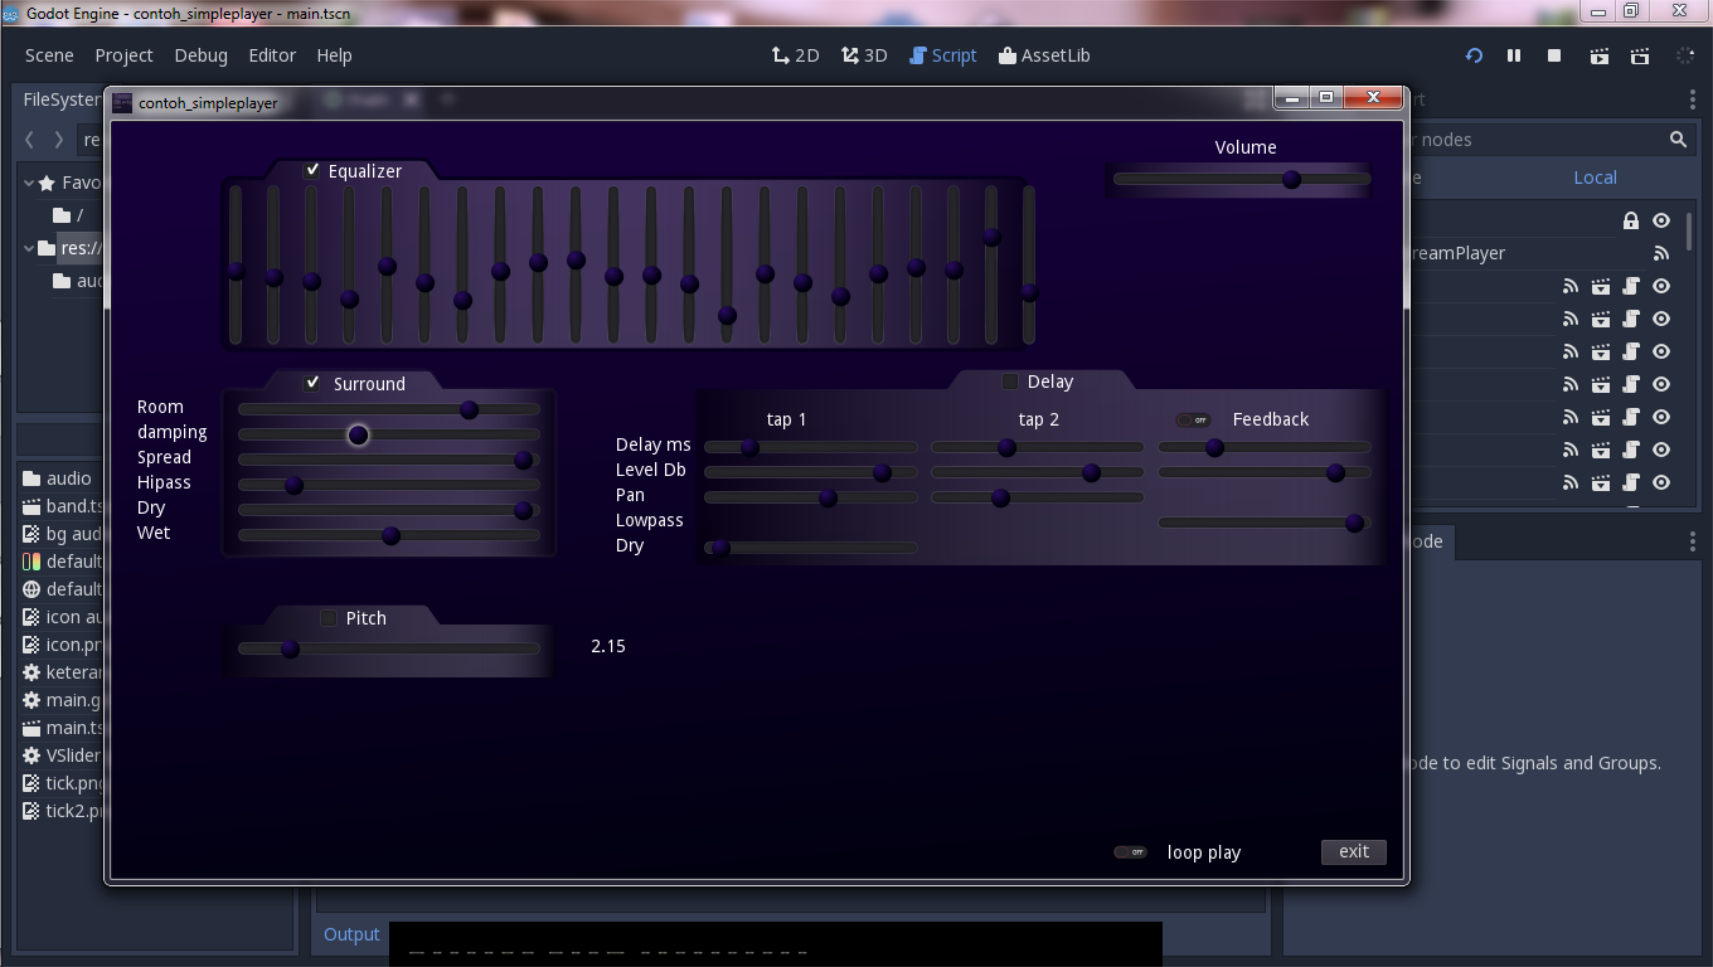 Godot Engine - contoh_simpleplayer - main.tscn
Scene Project Debug Editor Help
2D 3D Script AssetLib
FileSyster
contoh_simpleplayer
re
Favo
/
res://
aud
audio
band.ts
bg aud
default
default
icon au
icon.pn
keterar
main.g
main.ts
VSlider
tick.png
tick2.p
Equalizer
Volume
Surround
Room
damping
Spread
Hipass
Dry
Wet
Delay
tap 1 tap 2 OFF Feedback
Delay ms
Level Db
Pan
Lowpass
Dry
Pitch
2.15
OFF loop play exit
rt
r nodes
e Local
reamPlayer
ode
ode to edit Signals and Groups.
Output